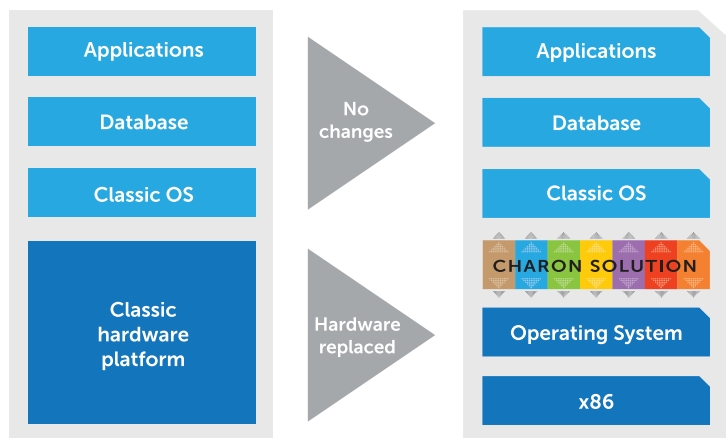 Applications
Database
Classic OS
Classic
hardware
platform
No
changes
Hardware
replaced
Applications
Database
Classic OS
CHARON SOLUTION
Operating System
x86